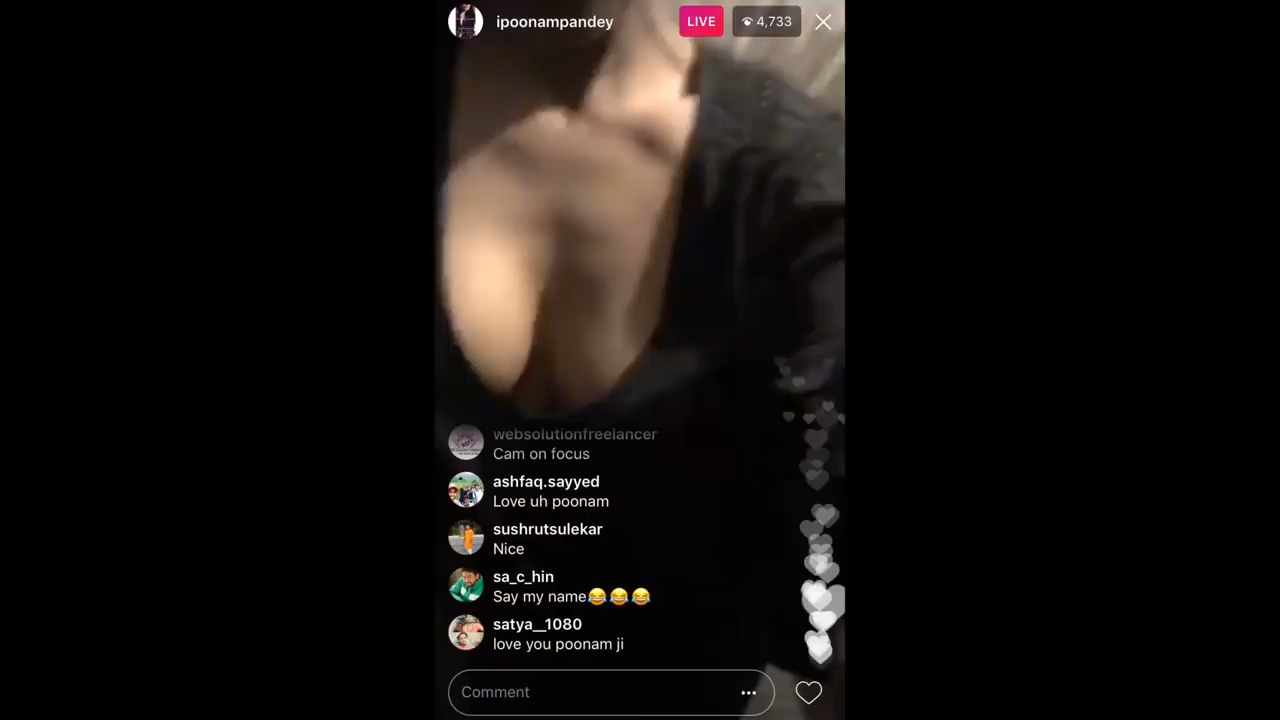 ipoonampandey
LIVE
4,733
websolutionfreelancer
Cam on focus
ashfaq.sayyed
Love uh poonam
sushrutsulekar
Nice
sa_c_hin
Say my name😂😂😂
satya__1080
love you poonam ji
Comment